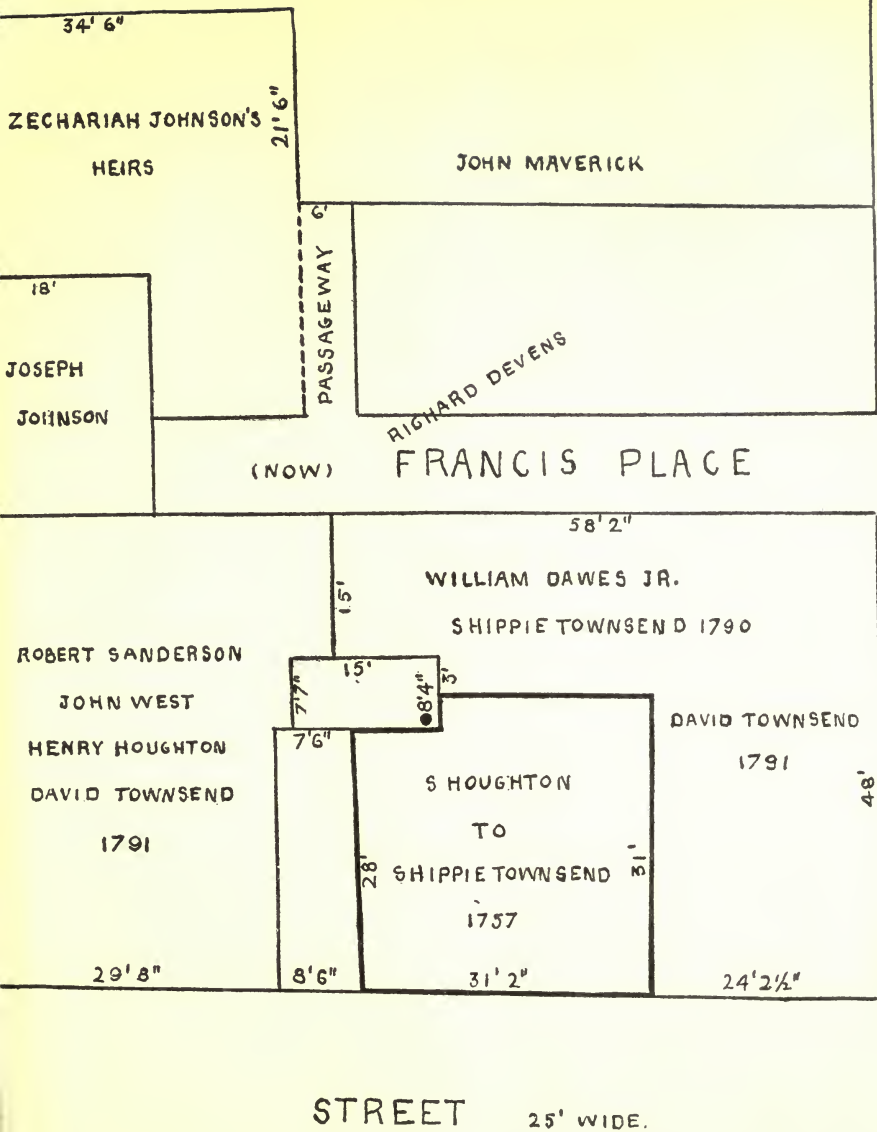 34' 6"
ZECHARIAH JOHNSON'S
HEIRS
21' 6"
JOHN MAVERICK
6'
PASSAGEWAY
18'
JOSEPH
JOHNSON
RICHARD DEVENS
(NOW) FRANCIS PLACE
58' 2"
15'
WILLIAM DAWES JR.
SHIPPIE TOWNSEND 1790
ROBERT SANDERSON
JOHN WEST
HENRY HOUGHTON
DAVID TOWNSEND
1791
15'
3'
7'7"
8'4"
7'6"
DAVID TOWNSEND
1791
48'
S HOUGHTON
TO
SHIPPIE TOWNSEND
1757
28'
31'
29' 8"
8' 6"
31' 2"
24' 2½"
STREET 25' WIDE.